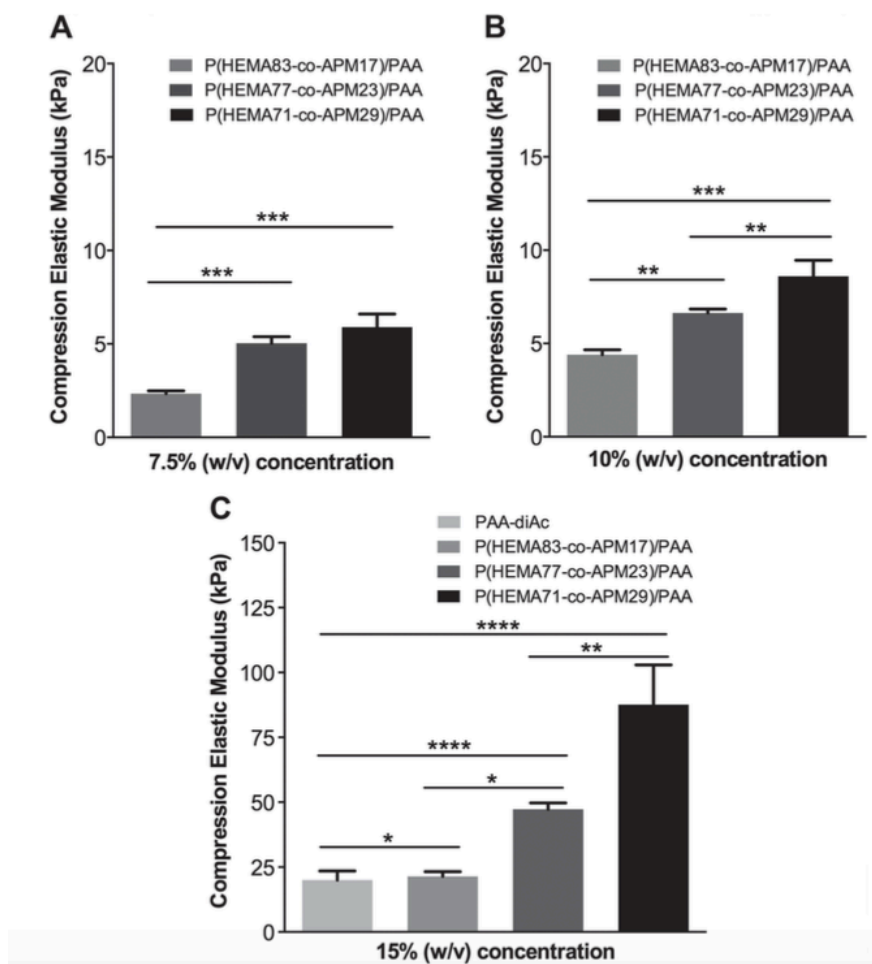 A
P(HEMA83-co-APM17)/PAA
P(HEMA77-co-APM23)/PAA
P(HEMA71-co-APM29)/PAA
Compression Elastic Modulus (kPa)
20
15
10
5
0
***
***
7.5% (w/v) concentration
B
P(HEMA83-co-APM17)/PAA
P(HEMA77-co-APM23)/PAA
P(HEMA71-co-APM29)/PAA
Compression Elastic Modulus (kPa)
20
15
10
5
0
***
**
**
10% (w/v) concentration
C
PAA-diAc
P(HEMA83-co-APM17)/PAA
P(HEMA77-co-APM23)/PAA
P(HEMA71-co-APM29)/PAA
Compression Elastic Modulus (kPa)
150
125
100
75
50
25
0
****
**
****
*
*
15% (w/v) concentration